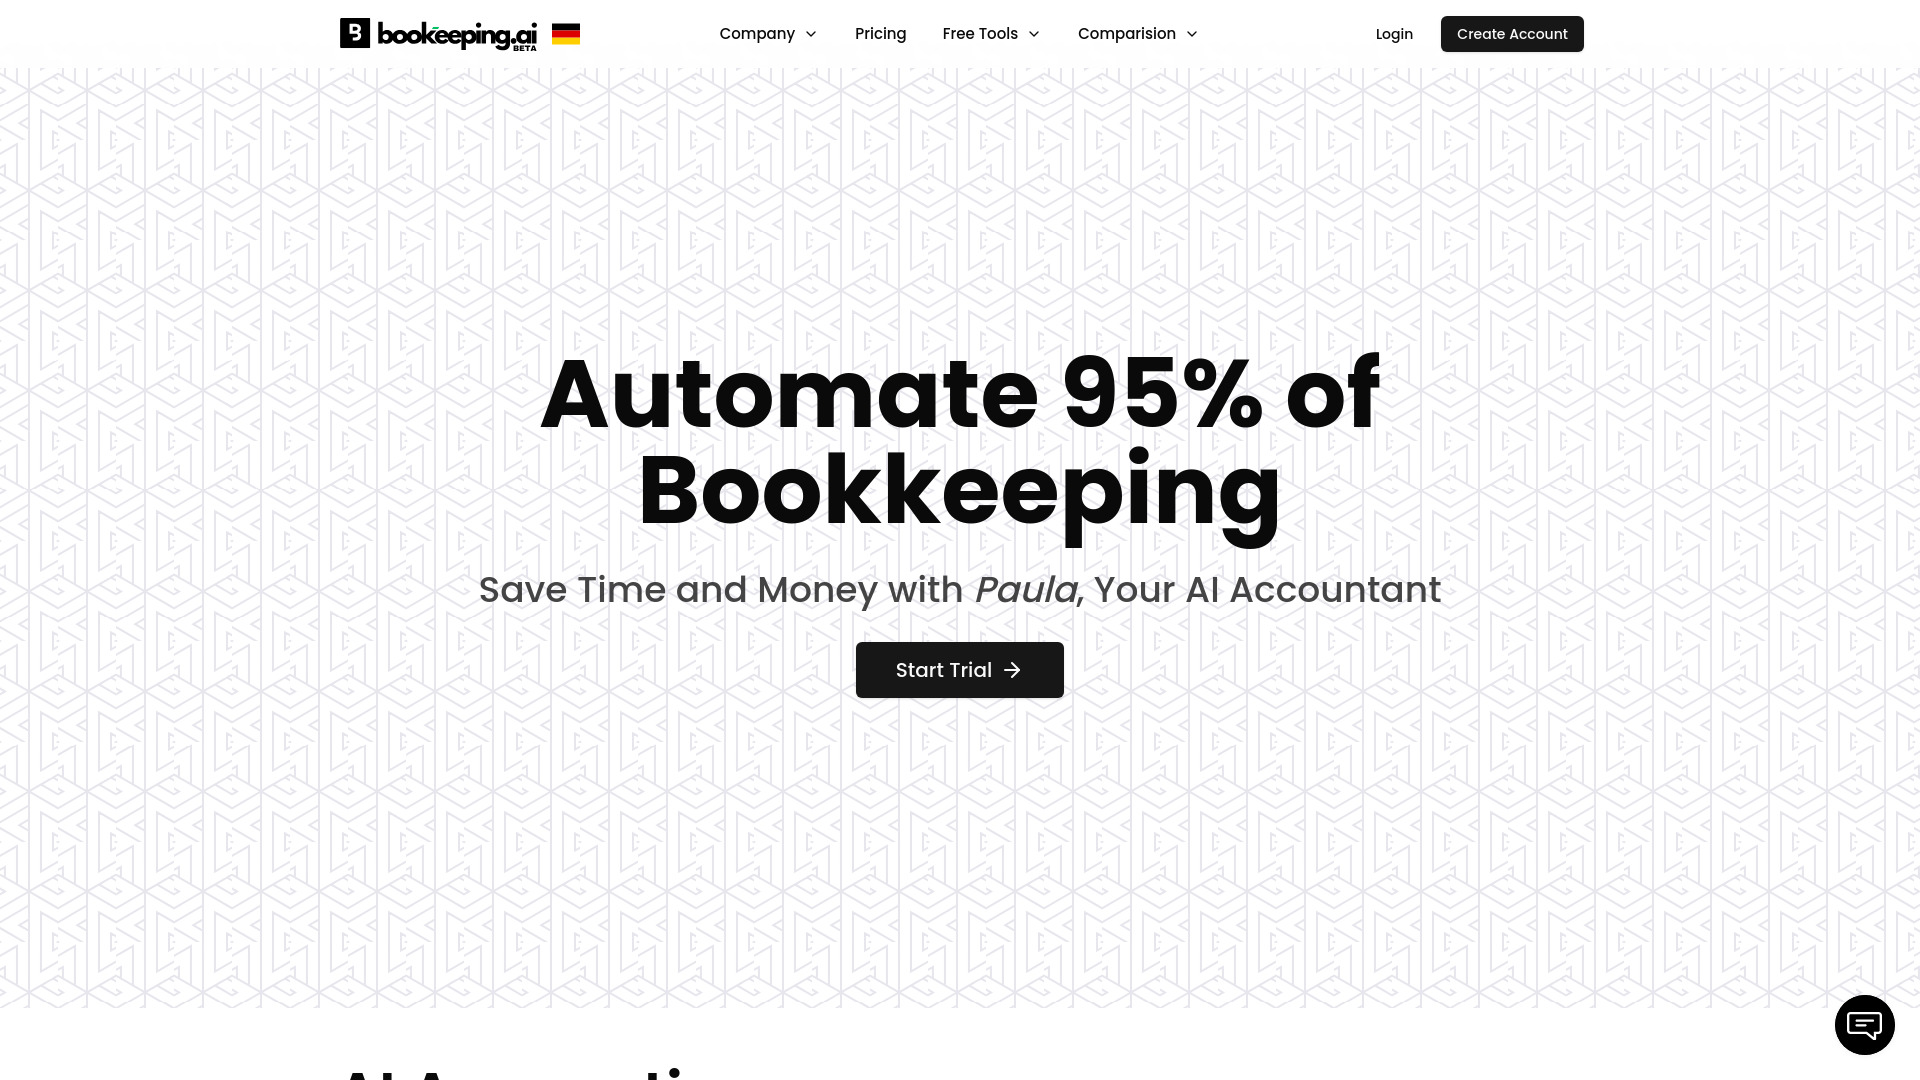 bookeeping.ai
BETA
Company
Pricing
Free Tools
Comparision
Login
Create Account
Automate 95% of
Bookkeeping
Save Time and Money with Paula, Your AI Accountant
Start Trial